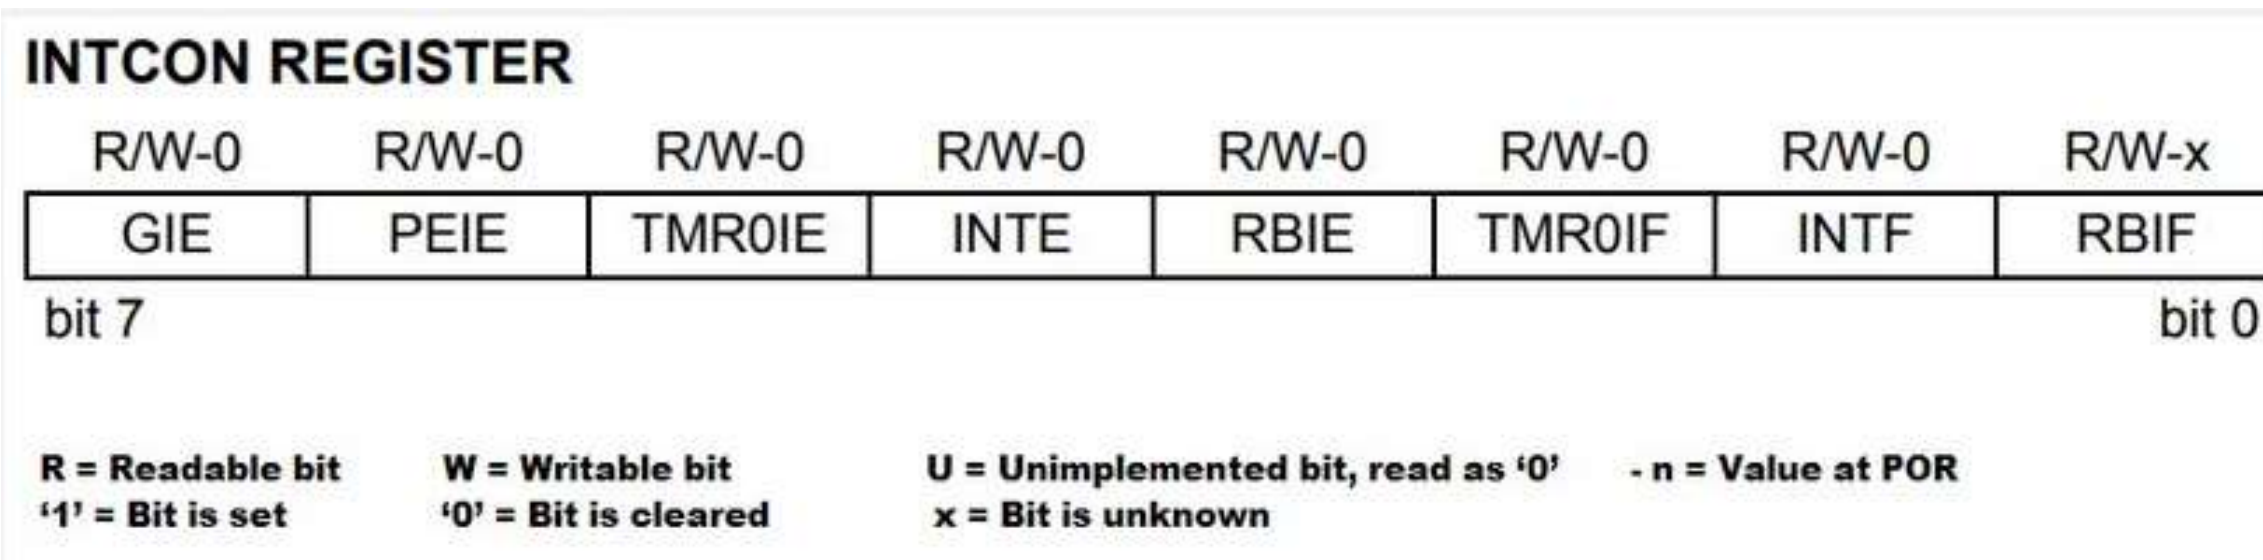 INTCON REGISTER
R/W-0 R/W-0 R/W-0 R/W-0 R/W-0 R/W-0 R/W-0 R/W-x
GIE PEIE TMR0IE INTE RBIE TMR0IF INTF RBIF
bit 7 bit 0
R = Readable bit W = Writable bit U = Unimplemented bit, read as ‘0’ - n = Value at POR
‘1’ = Bit is set ‘0’ = Bit is cleared x = Bit is unknown